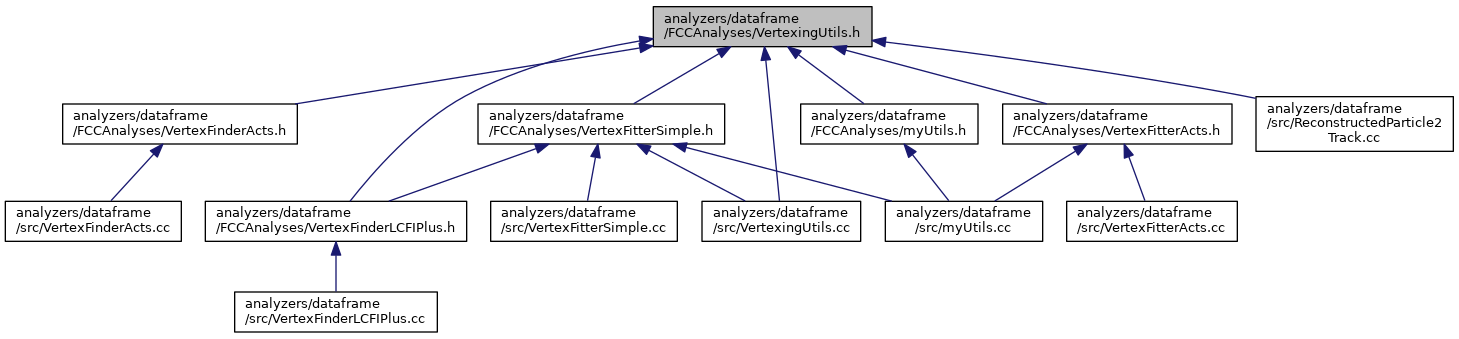 analyzers/dataframe
/FCCAnalyses/VertexingUtils.h
analyzers/dataframe
/FCCAnalyses/VertexFinderActs.h
analyzers/dataframe
/FCCAnalyses/VertexFitterSimple.h
analyzers/dataframe
/FCCAnalyses/myUtils.h
analyzers/dataframe
/FCCAnalyses/VertexFitterActs.h
analyzers/dataframe
/src/ReconstructedParticle2
Track.cc
analyzers/dataframe
/src/VertexFinderActs.cc
analyzers/dataframe
/FCCAnalyses/VertexFinderLCFIPlus.h
analyzers/dataframe
/src/VertexFitterSimple.cc
analyzers/dataframe
/src/VertexingUtils.cc
analyzers/dataframe
/src/myUtils.cc
analyzers/dataframe
/src/VertexFitterActs.cc
analyzers/dataframe
/src/VertexFinderLCFIPlus.cc